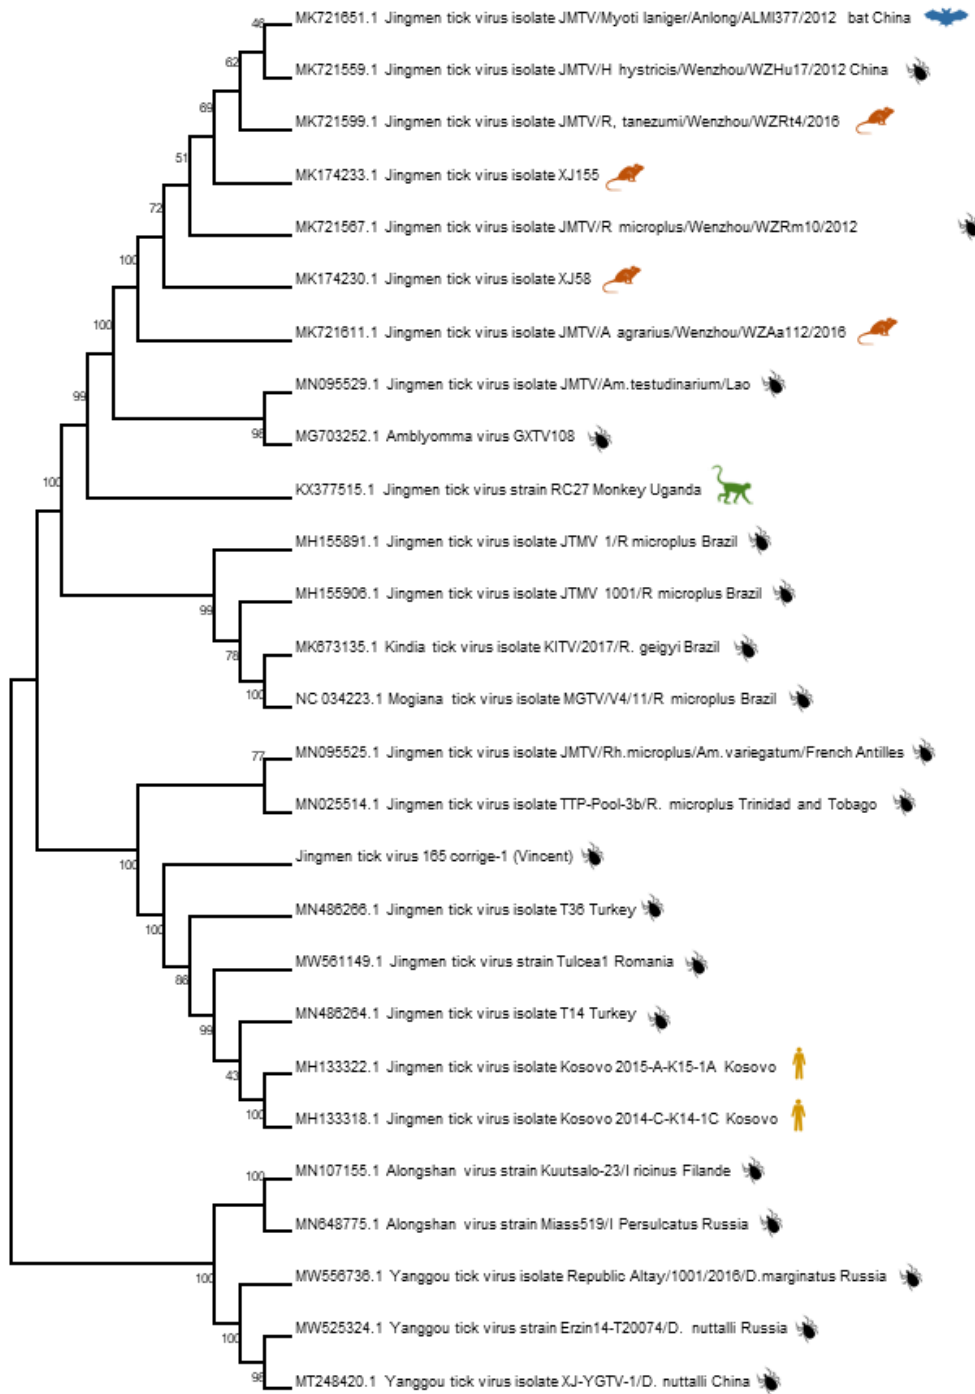 46
MK721651.1 Jingmen tick virus isolate JMTV/Myoti laniger/Anlong/ALMI377/2012 bat China
62
MK721559.1 Jingmen tick virus isolate JMTV/H hystricis/Wenzhou/WZHu17/2012 China
69
MK721599.1 Jingmen tick virus isolate JMTV/R, tanezumi/Wenzhou/WZRt4/2016
51
MK174233.1 Jingmen tick virus isolate XJ155
72
MK721567.1 Jingmen tick virus isolate JMTV/R microplus/Wenzhou/WZRm10/2012
100
MK174230.1 Jingmen tick virus isolate XJ58
100
MK721611.1 Jingmen tick virus isolate JMTV/A agrarius/Wenzhou/WZAa112/2016
99
MN095529.1 Jingmen tick virus isolate JMTV/Am.testudinarium/Lao
98
MG703252.1 Amblyomma virus GXTV108
100
KX377515.1 Jingmen tick virus strain RC27 Monkey Uganda
MH155891.1 Jingmen tick virus isolate JTMV 1/R microplus Brazil
99
MH155906.1 Jingmen tick virus isolate JTMV 1001/R microplus Brazil
78
MK673135.1 Kindia tick virus isolate KITV/2017/R. geigyi Brazil
100
NC 034223.1 Mogiana tick virus isolate MGTV/V4/11/R microplus Brazil
77
MN095525.1 Jingmen tick virus isolate JMTV/Rh.microplus/Am.variegatum/French Antilles
MN025514.1 Jingmen tick virus isolate TTP-Pool-3b/R. microplus Trinidad and Tobago
100
Jingmen tick virus 165 corrige-1 (Vincent)
100
MN486266.1 Jingmen tick virus isolate T36 Turkey
86
MW561149.1 Jingmen tick virus strain Tulcea1 Romania
99
MN486264.1 Jingmen tick virus isolate T14 Turkey
43
MH133322.1 Jingmen tick virus isolate Kosovo 2015-A-K15-1A Kosovo
100
MH133318.1 Jingmen tick virus isolate Kosovo 2014-C-K14-1C Kosovo
100
MN107155.1 Alongshan virus strain Kuutsalo-23/I ricinus Filande
MN648775.1 Alongshan virus strain Miass519/I Persulcatus Russia
100
MW556736.1 Yanggou tick virus isolate Republic Altay/1001/2016/D.marginatus Russia
100
MW525324.1 Yanggou tick virus strain Erzin14-T20074/D. nuttalli Russia
98
MT248420.1 Yanggou tick virus isolate XJ-YGTV-1/D. nuttalli China